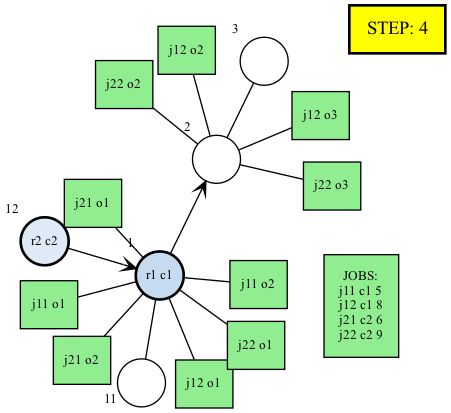 STEP: 4
3
j12 o2
j22 o2
j12 o3
2
j22 o3
j21 o1
12
1
r2 c2
r1 c1
j11 o2
j11 o1
JOBS:
j11 c1 5
j12 c1 8
j21 c2 6
j22 c2 9
j22 o1
j21 o2
j12 o1
11